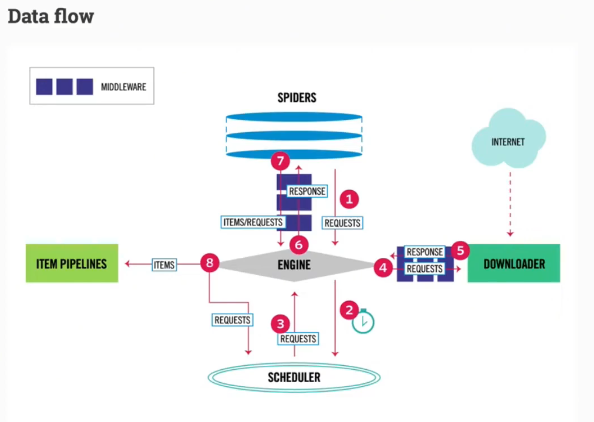 Data flow
MIDDLEWARE
SPIDERS
INTERNET
7
RESPONSE
1
ITEMS/REQUESTS
REQUESTS
6
RESPONSE
5
ITEM PIPELINES
ITEMS
8
ENGINE
4
REQUESTS
DOWNLOADER
2
REQUESTS
3
REQUESTS
SCHEDULER